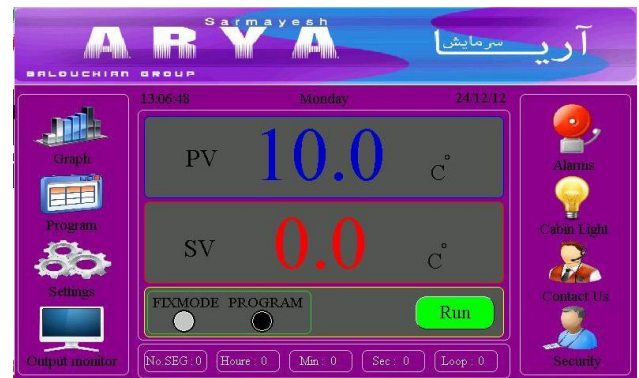 Sarmayesh
ARYA
BALOUCHIAN GROUP
آریا سرمایش
13:06:48 Monday 24/12/12
Graph
Program
Settings
Output monitor
PV 10.0 C°
SV 0.0 C°
FIXMODE PROGRAM
Run
No.SEG : 0 Houre : 0 Min : 0 Sec : 0 Loop : 0
Alarms
Cabin Light
Contact Us
Security